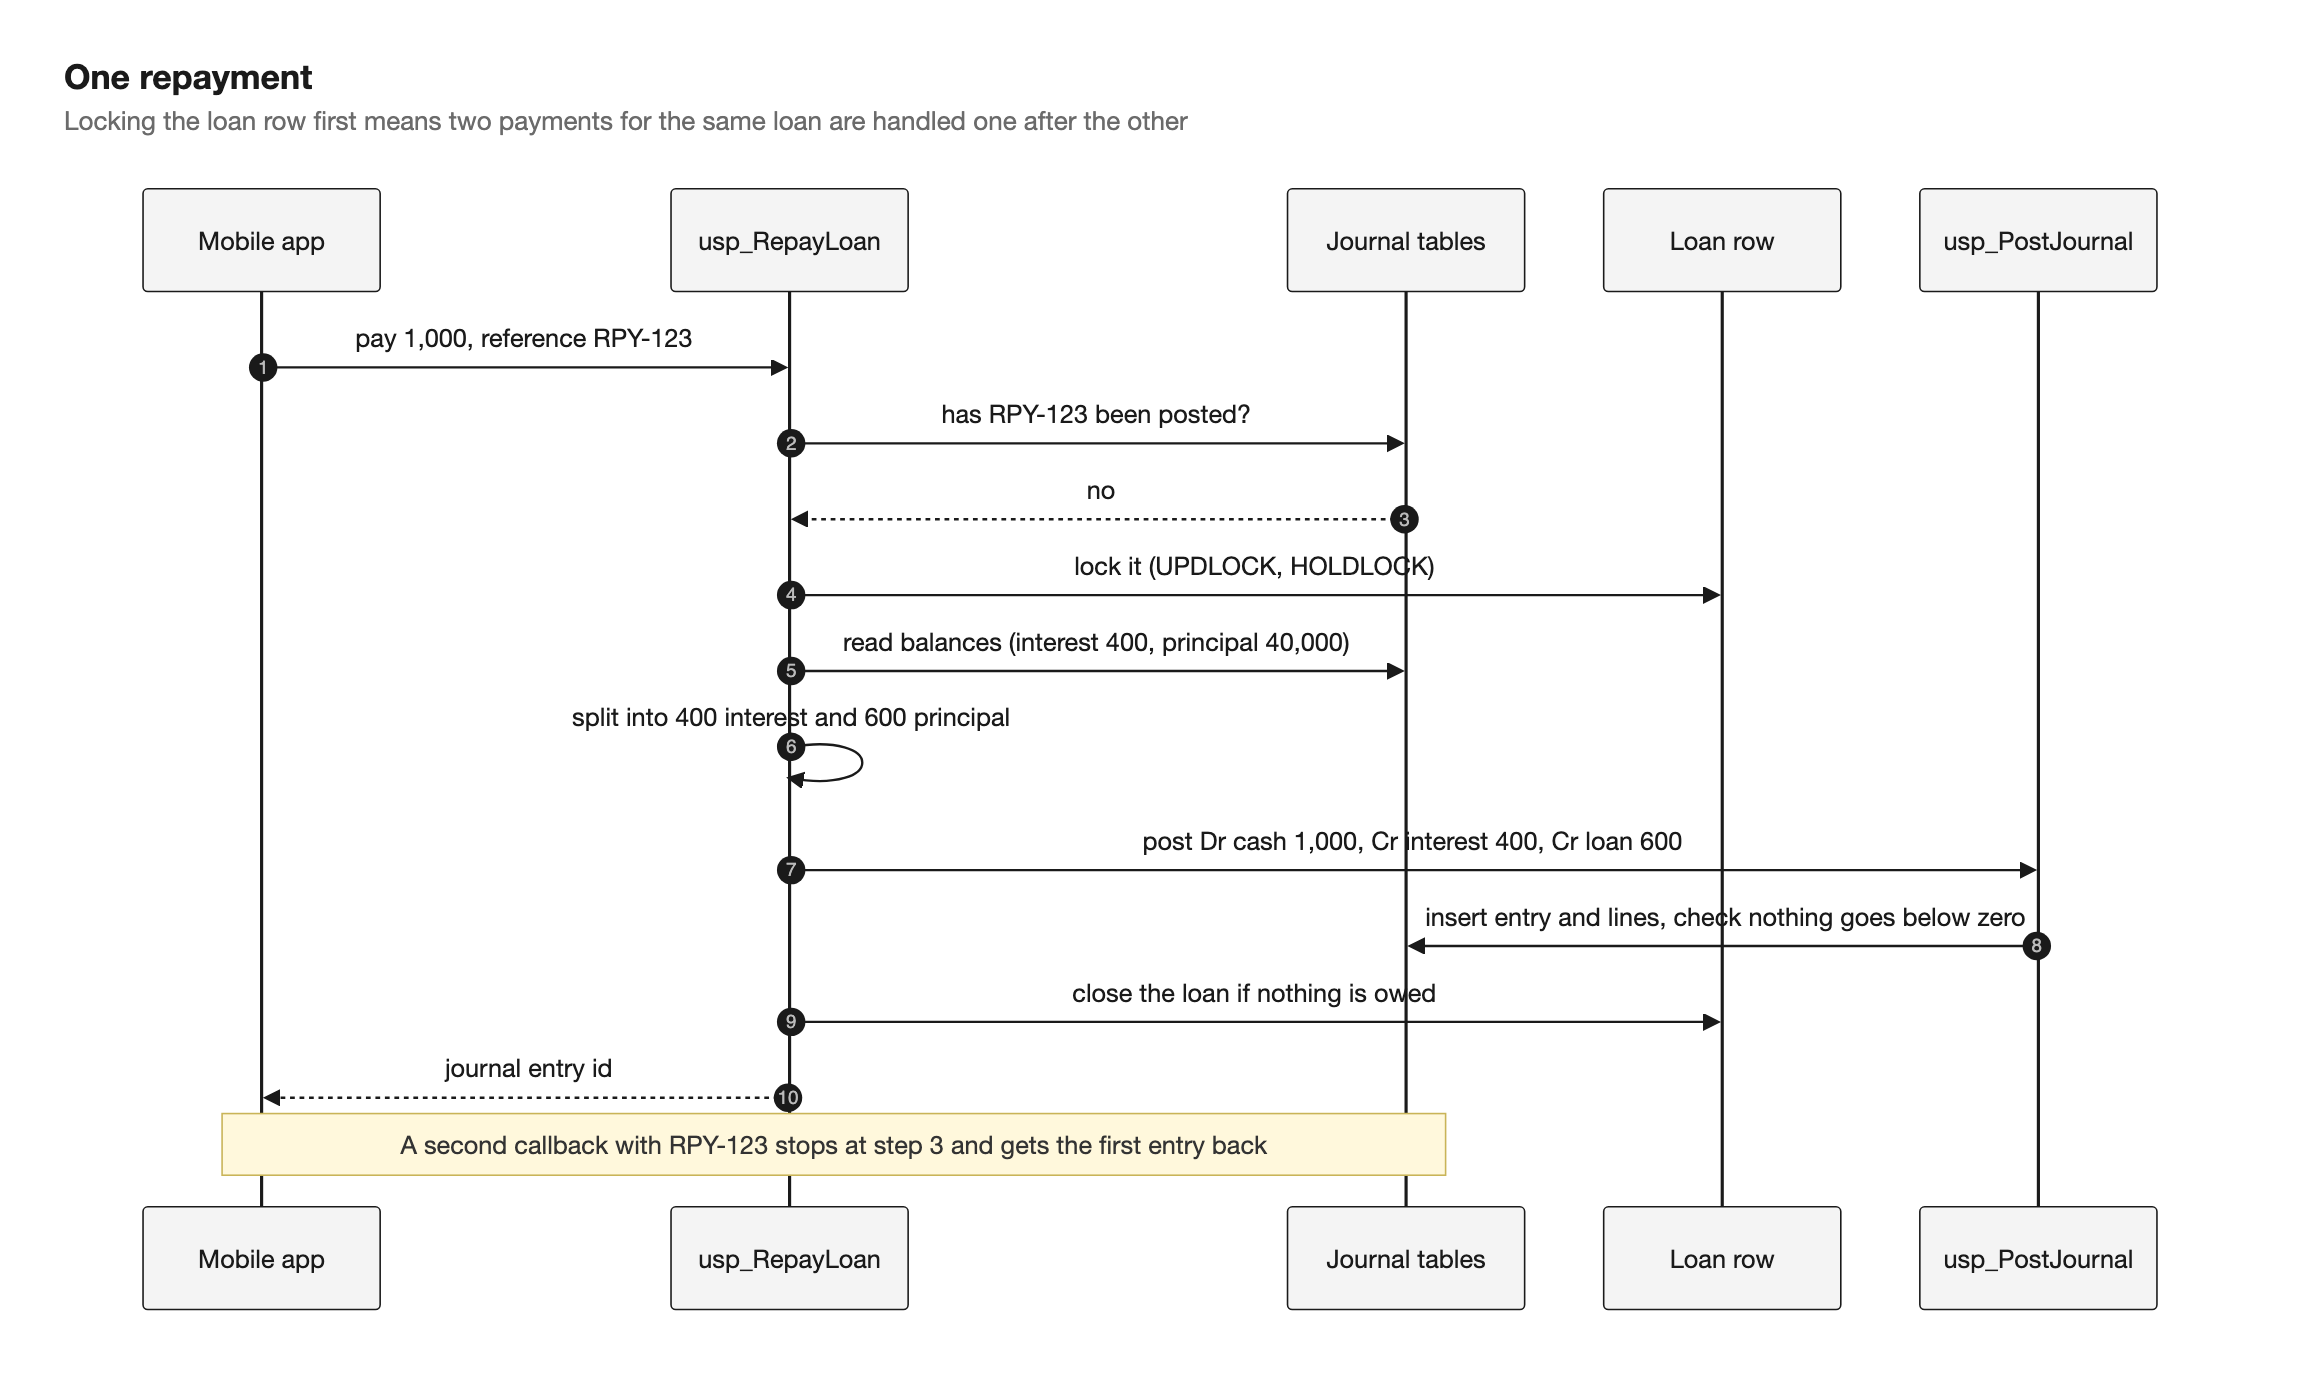 One repayment
Locking the loan row first means two payments for the same loan are handled one after the other
Mobile app
usp_RepayLoan
Journal tables
Loan row
usp_PostJournal
pay 1,000, reference RPY-123
1
has RPY-123 been posted?
2
no
3
lock it (UPDLOCK, HOLDLOCK)
4
read balances (interest 400, principal 40,000)
5
split into 400 interest and 600 principal
6
post Dr cash 1,000, Cr interest 400, Cr loan 600
7
insert entry and lines, check nothing goes below zero
8
close the loan if nothing is owed
9
journal entry id
10
A second callback with RPY-123 stops at step 3 and gets the first entry back
Mobile app
usp_RepayLoan
Journal tables
Loan row
usp_PostJournal